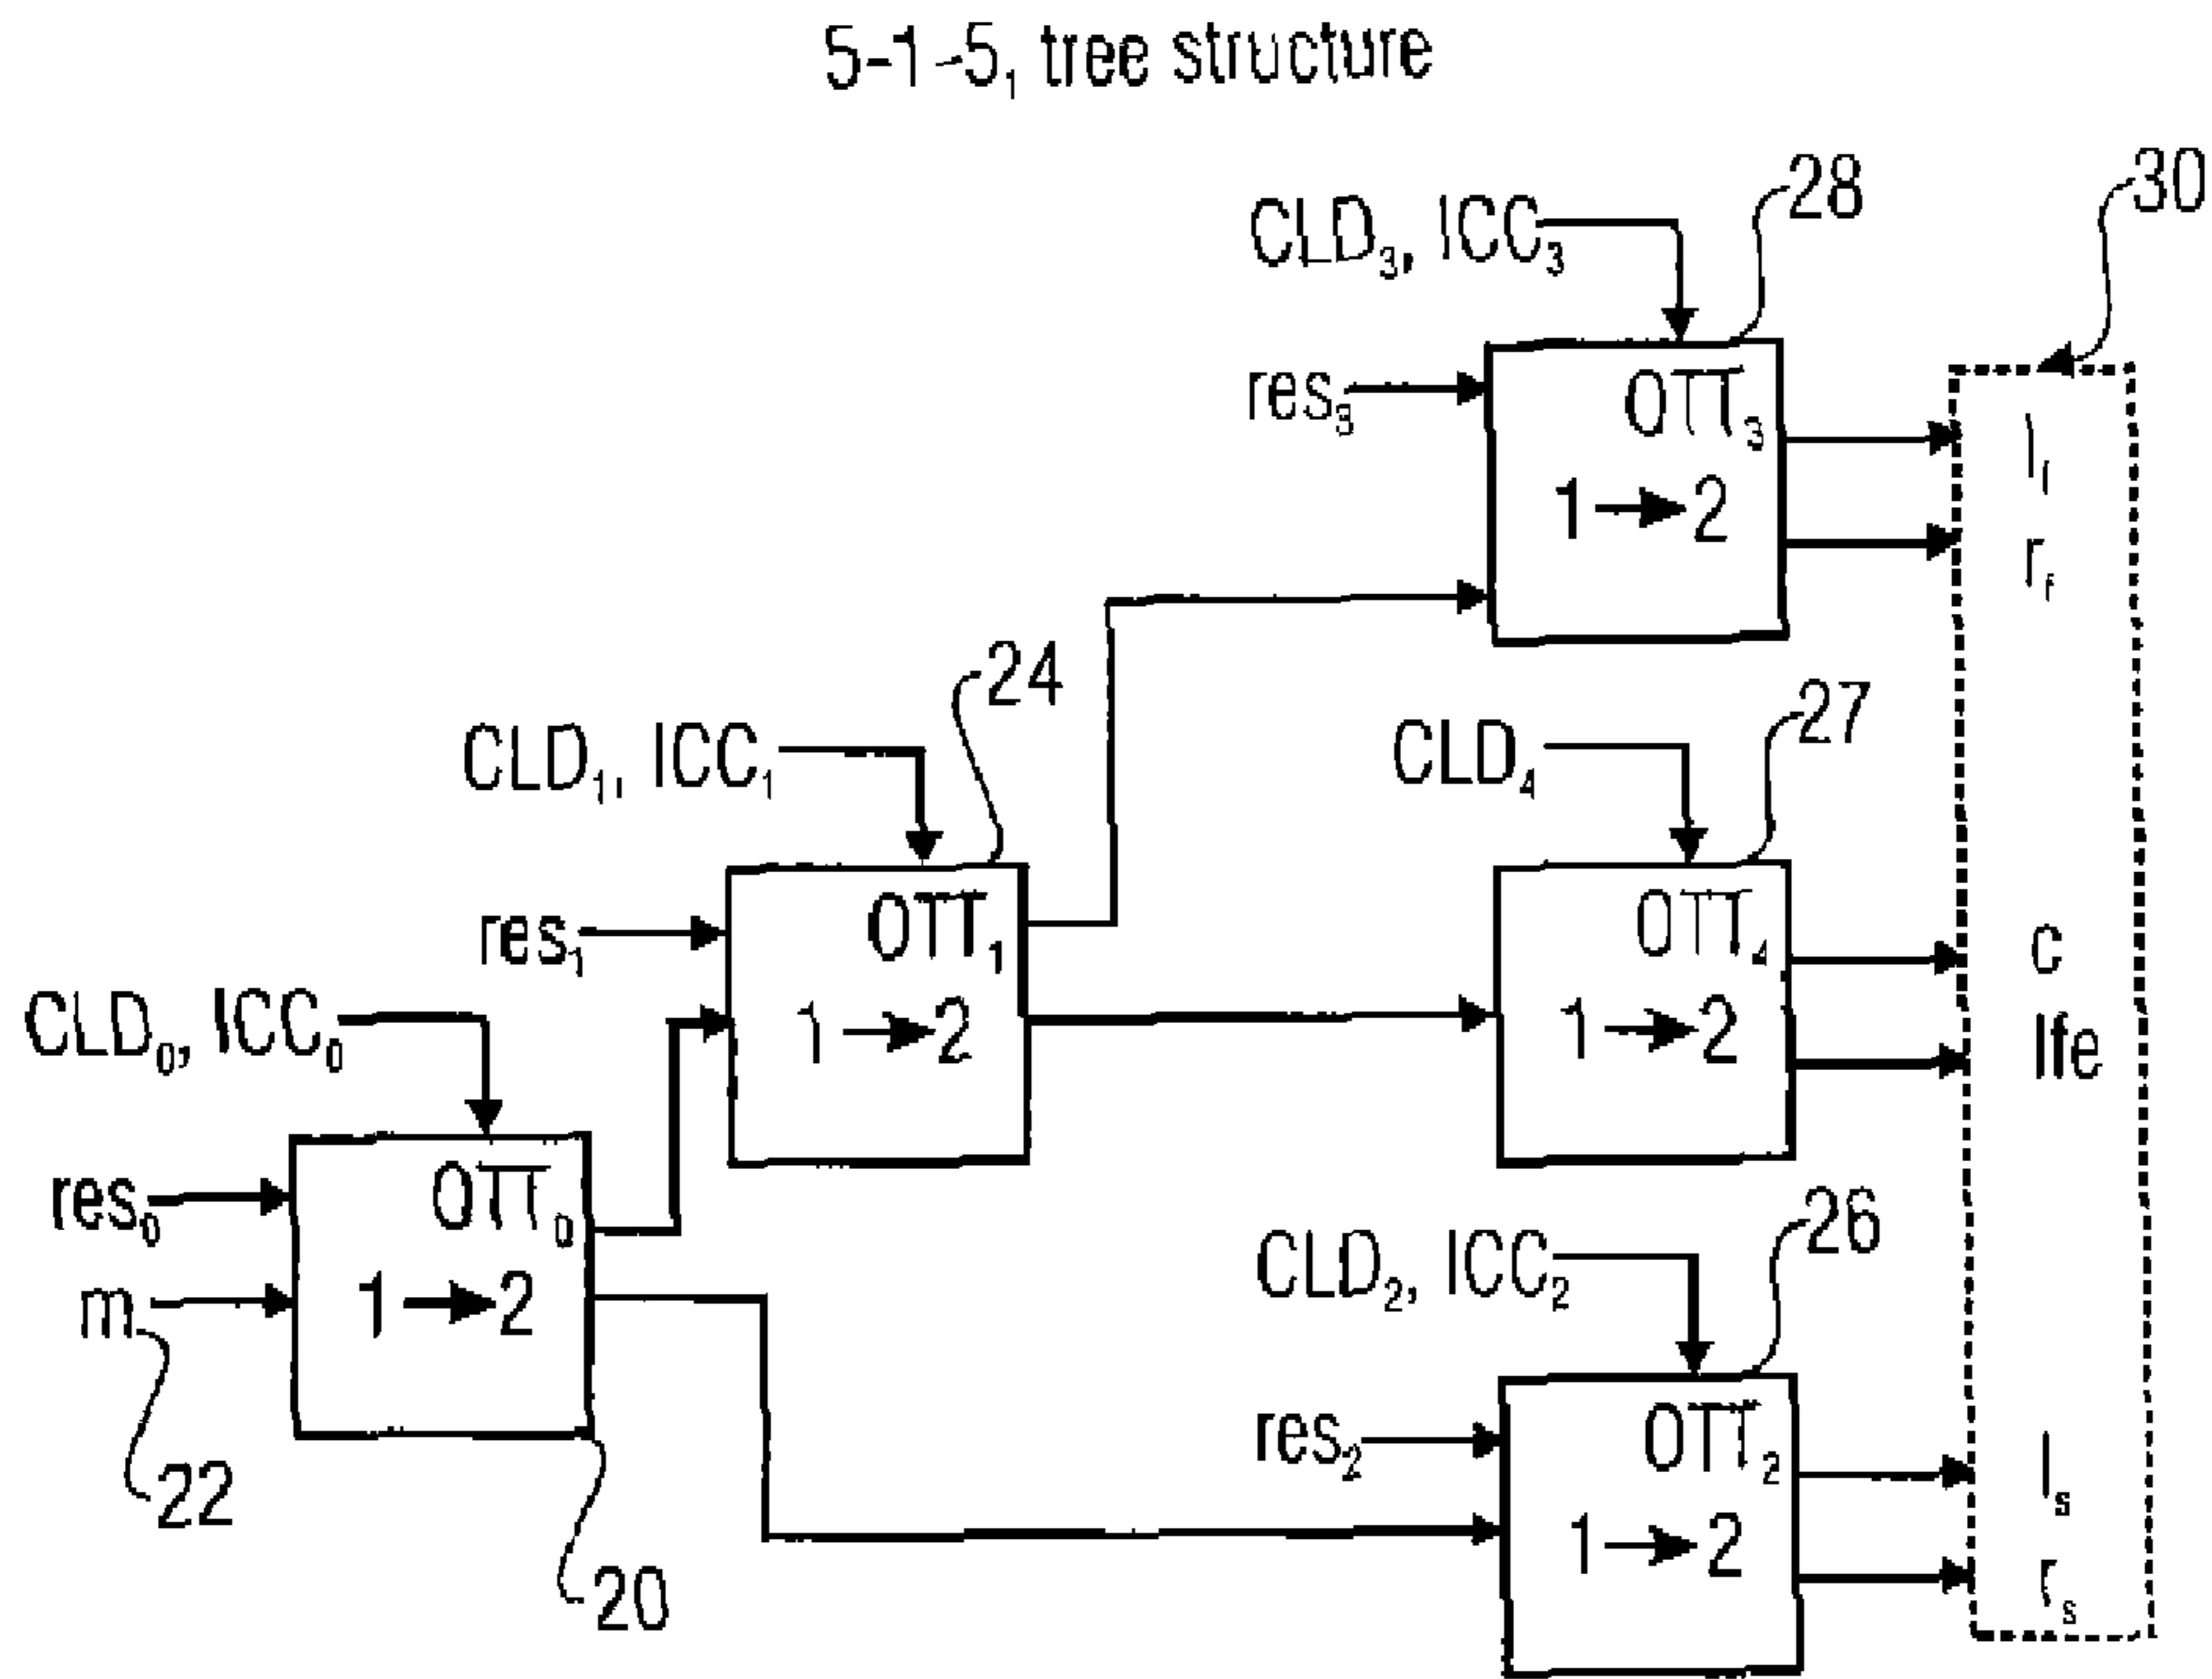 5-1-5₁ tree structure
28
30
CLD₃, ICC₃
res₃
OTT₃
1→2
l_f
r_f
24
27
CLD₁, ICC₁
CLD₄
res₁
OTT₁
1→2
OTT₄
1→2
c
lfe
CLD₀, ICC₀
res₀
OTT₀
m
1→2
22
20
26
CLD₂, ICC₂
res₂
OTT₂
1→2
l_s
r_s